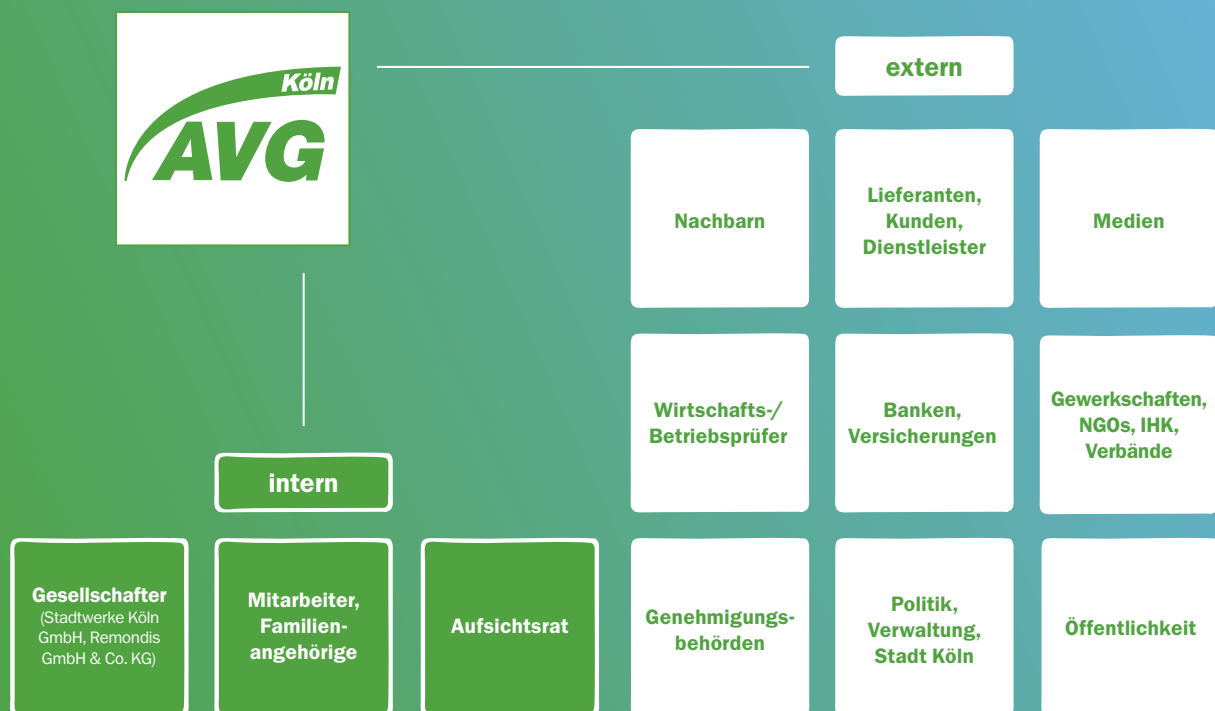 Köln
AVG
extern
Nachbarn
Lieferanten,
Kunden,
Dienstleister
Medien
Wirtschafts-/
Betriebsprüfer
Banken,
Versicherungen
Gewerkschaften,
NGOs, IHK,
Verbände
intern
Gesellschafter
(Stadtwerke Köln
GmbH, Remondis
GmbH & Co. KG)
Mitarbeiter,
Familien-
angehörige
Aufsichtsrat
Genehmigungs-
behörden
Politik,
Verwaltung,
Stadt Köln
Öffentlichkeit